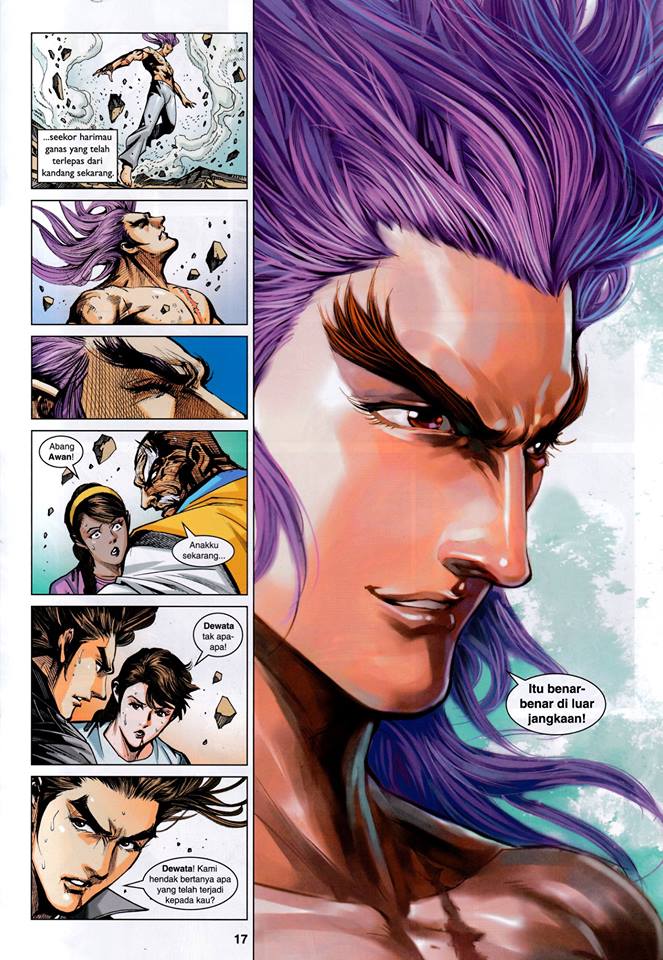 ...seekor harimau
ganas yang telah
terlepas dari
kandang sekarang.
Abang
Awan!
Anakku
sekarang...
Dewata
tak apa-
apa!
Dewata! Kami
hendak bertanya apa
yang telah terjadi
kepada kau?
Itu benar-
benar di luar
jangkaan!
17